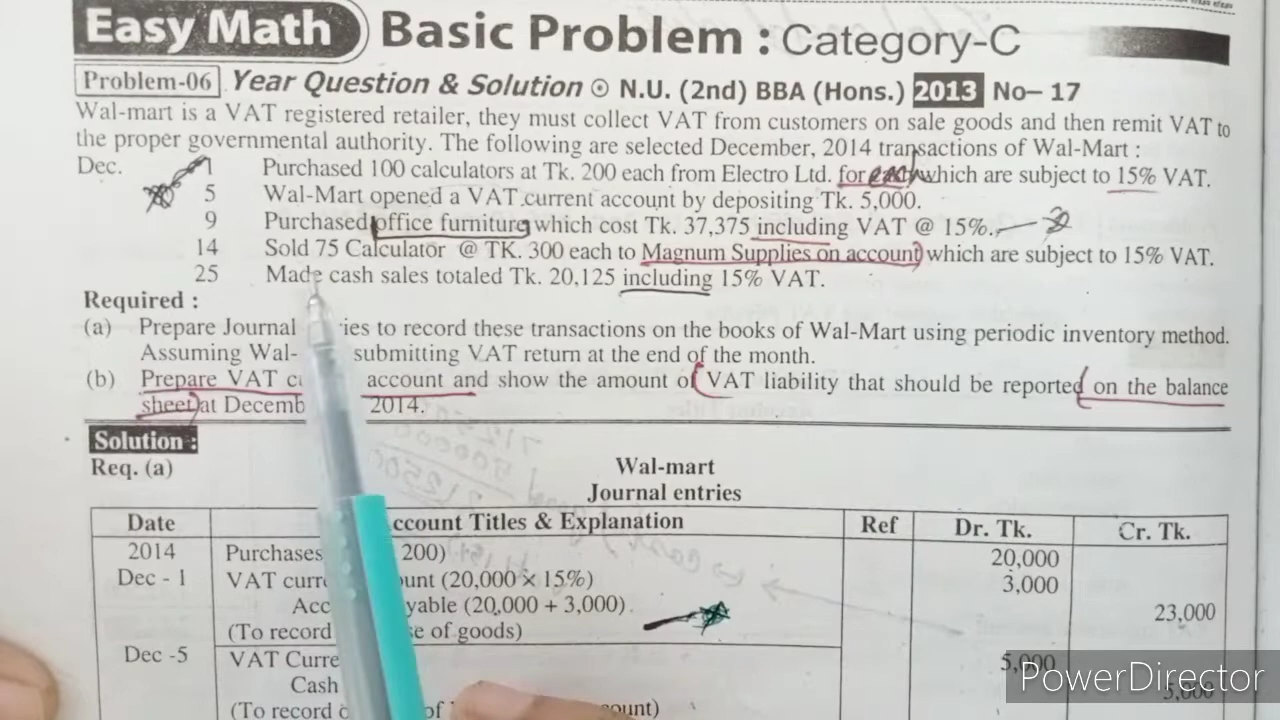 Easy Math Basic Problem : Category-C
Problem-06 Year Question & Solution ⊙ N.U. (2nd) BBA (Hons.) 2013 No– 17
Wal-mart is a VAT registered retailer, they must collect VAT from customers on sale goods and then remit VAT to
the proper governmental authority. The following are selected December, 2014 transactions of Wal-Mart :
Dec. 1 Purchased 100 calculators at Tk. 200 each from Electro Ltd. for each which are subject to 15% VAT.
5 Wal-Mart opened a VAT current account by depositing Tk. 5,000.
9 Purchased office furniture which cost Tk. 37,375 including VAT @ 15%.
14 Sold 75 Calculator @ TK. 300 each to Magnum Supplies on account which are subject to 15% VAT.
25 Made cash sales totaled Tk. 20,125 including 15% VAT.
Required :
(a) Prepare Journal ies to record these transactions on the books of Wal-Mart using periodic inventory method.
Assuming Wal- submitting VAT return at the end of the month.
(b) Prepare VAT c account and show the amount of VAT liability that should be reported on the balance
sheet at Decemb 2014.
Solution :
Req. (a) Wal-mart
Journal entries
Date ccount Titles & Explanation Ref Dr. Tk. Cr. Tk.
2014 Purchases 200) 20,000
Dec - 1 VAT curr unt (20,000 × 15%) 3,000
Acc yable (20,000 + 3,000). 23,000
(To record e of goods)
Dec -5 VAT Curre 5,000
Cash 5,000
(To record of ount)
PowerDirector